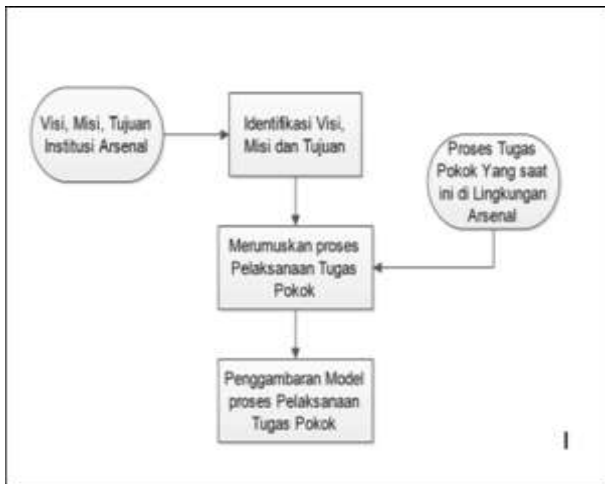 Visi, Misi, Tujuan
Institusi Arsenal
Identifikasi Visi,
Misi dan Tujuan
Proses Tugas
Pokok Yang saat
ini di Lingkungan
Arsenal
Merumuskan proses
Pelaksanaan Tugas
Pokok
Penggambaran Model
proses Pelaksanaan
Tugas Pokok
I